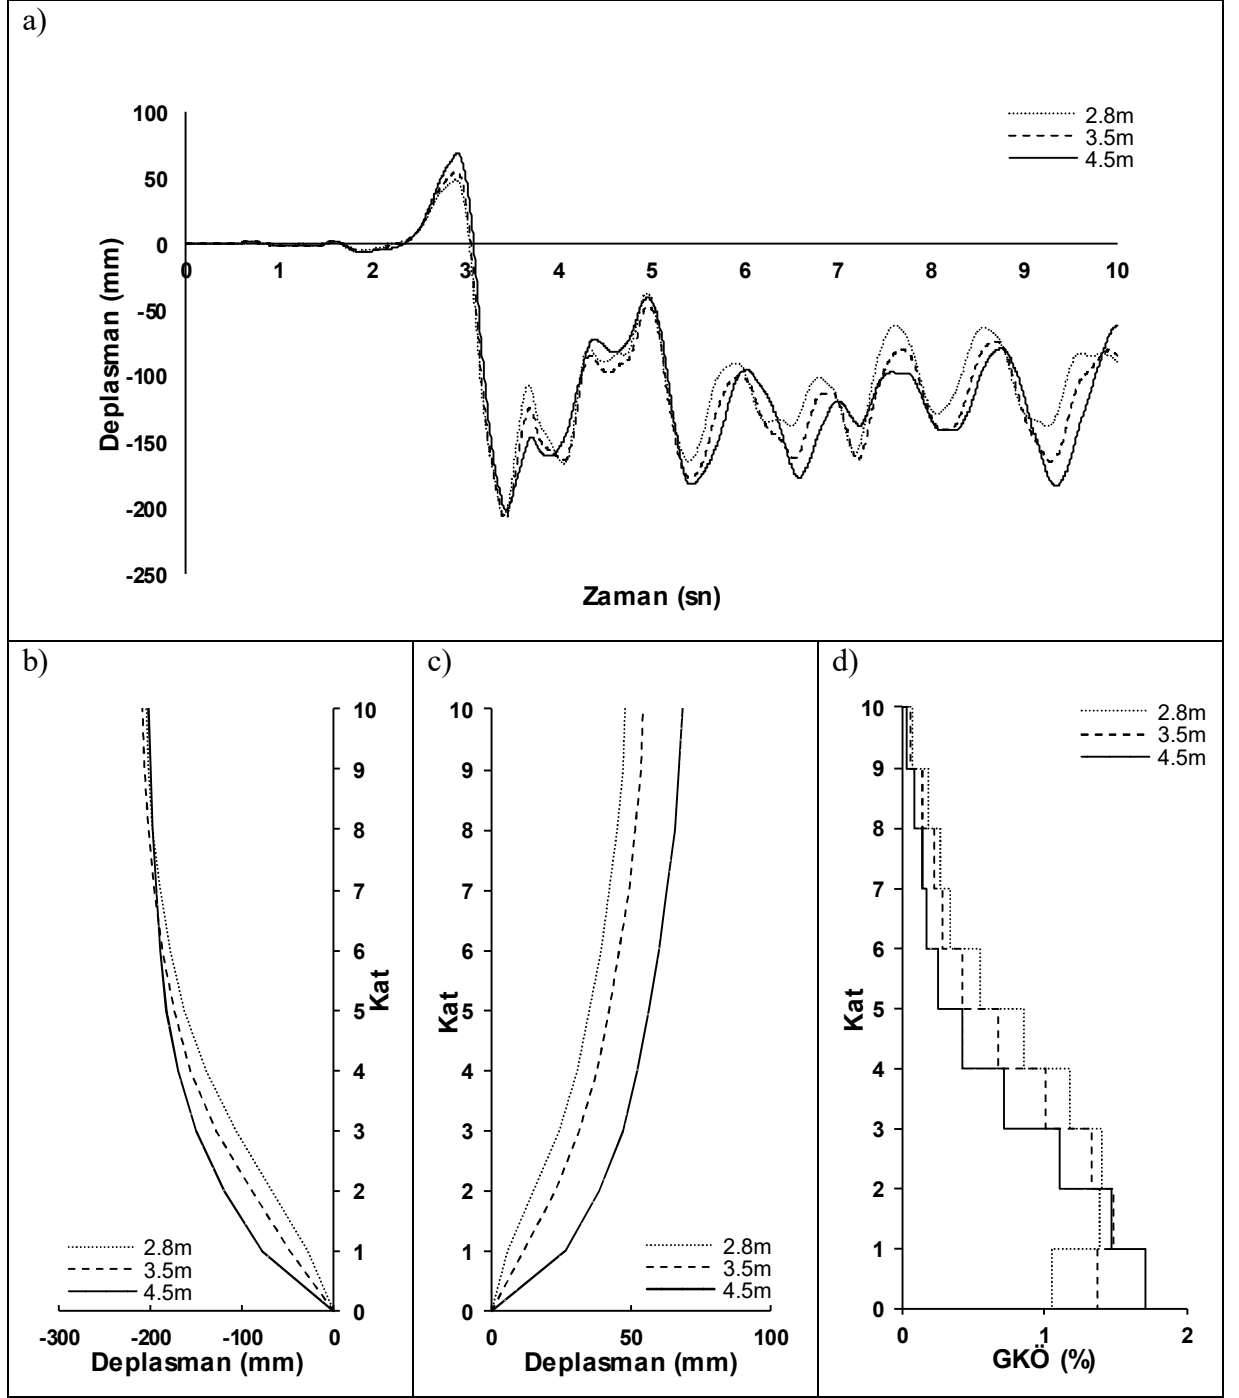 a)
2.8m
3.5m
4.5m
100
50
0
-50
-100
-150
-200
-250
0 1 2 3 4 5 6 7 8 9 10
Deplasman (mm)
Zaman (sn)
b)
10
9
8
7
6
5
4
3
2
1
0
Kat
2.8m
3.5m
4.5m
-300 -200 -100 0
Deplasman (mm)
c)
10
9
8
7
6
5
4
3
2
1
0
Kat
2.8m
3.5m
4.5m
0 50 100
Deplasman (mm)
d)
2.8m
3.5m
4.5m
10
9
8
7
6
5
4
3
2
1
0
Kat
0 1 2
GKÖ (%)